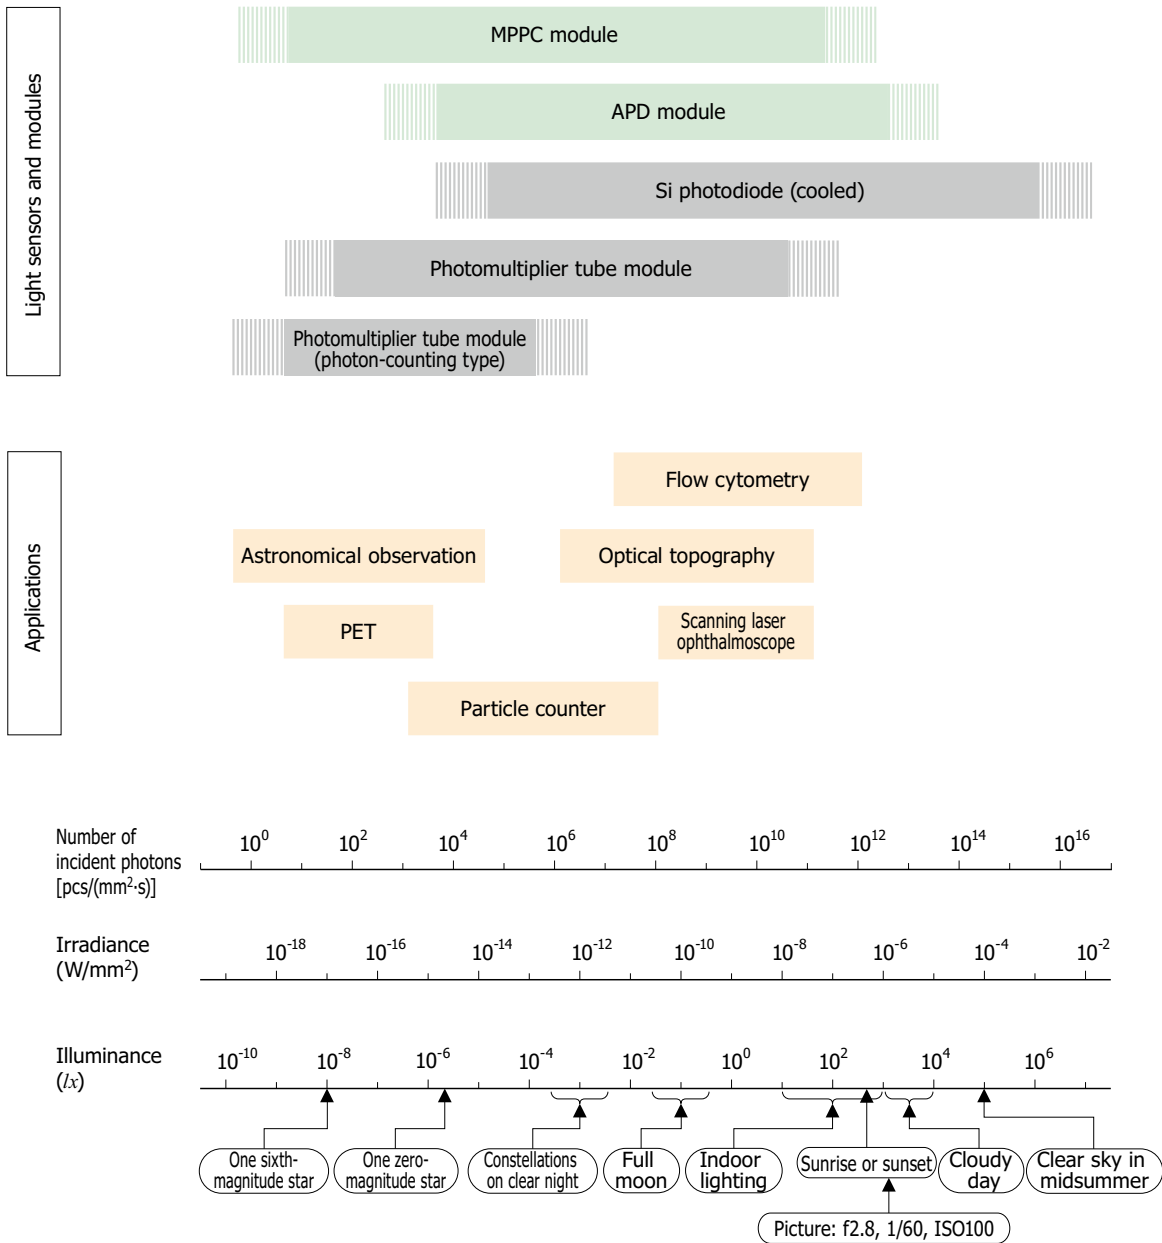 Light sensors and modules
MPPC module
APD module
Si photodiode (cooled)
Photomultiplier tube module
Photomultiplier tube module
(photon-counting type)
Applications
Flow cytometry
Astronomical observation
Optical topography
PET
Scanning laser
ophthalmoscope
Particle counter
Number of
incident photons
[pcs/(mm²·s)]
10⁰ 10² 10⁴ 10⁶ 10⁸ 10¹⁰ 10¹² 10¹⁴ 10¹⁶
Irradiance
(W/mm²)
10⁻¹⁸ 10⁻¹⁶ 10⁻¹⁴ 10⁻¹² 10⁻¹⁰ 10⁻⁸ 10⁻⁶ 10⁻⁴ 10⁻²
Illuminance
(lx)
10⁻¹⁰ 10⁻⁸ 10⁻⁶ 10⁻⁴ 10⁻² 10⁰ 10² 10⁴ 10⁶
One sixth-
magnitude star
One zero-
magnitude star
Constellations
on clear night
Full
moon
Indoor
lighting
Sunrise or sunset
Cloudy
day
Clear sky in
midsummer
Picture: f2.8, 1/60, ISO100